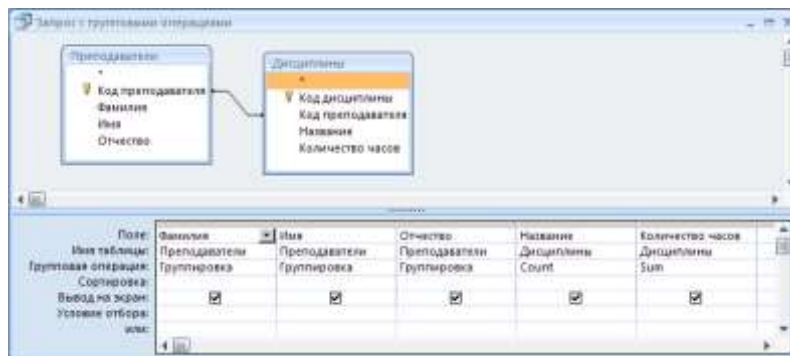 Запрос с групповыми операциями
Преподаватели
*
Код преподавателя
Фамилия
Имя
Отчество
Дисциплины
*
Код дисциплины
Код преподавателя
Название
Количество часов
Поле: Фамилия Имя Отчество Название Количество часов
Имя таблицы: Преподаватели Преподаватели Преподаватели Дисциплины Дисциплины
Групповая операция: Группировка Группировка Группировка Count Sum
Сортировка:
Вывод на экран:
Условие отбора:
или: